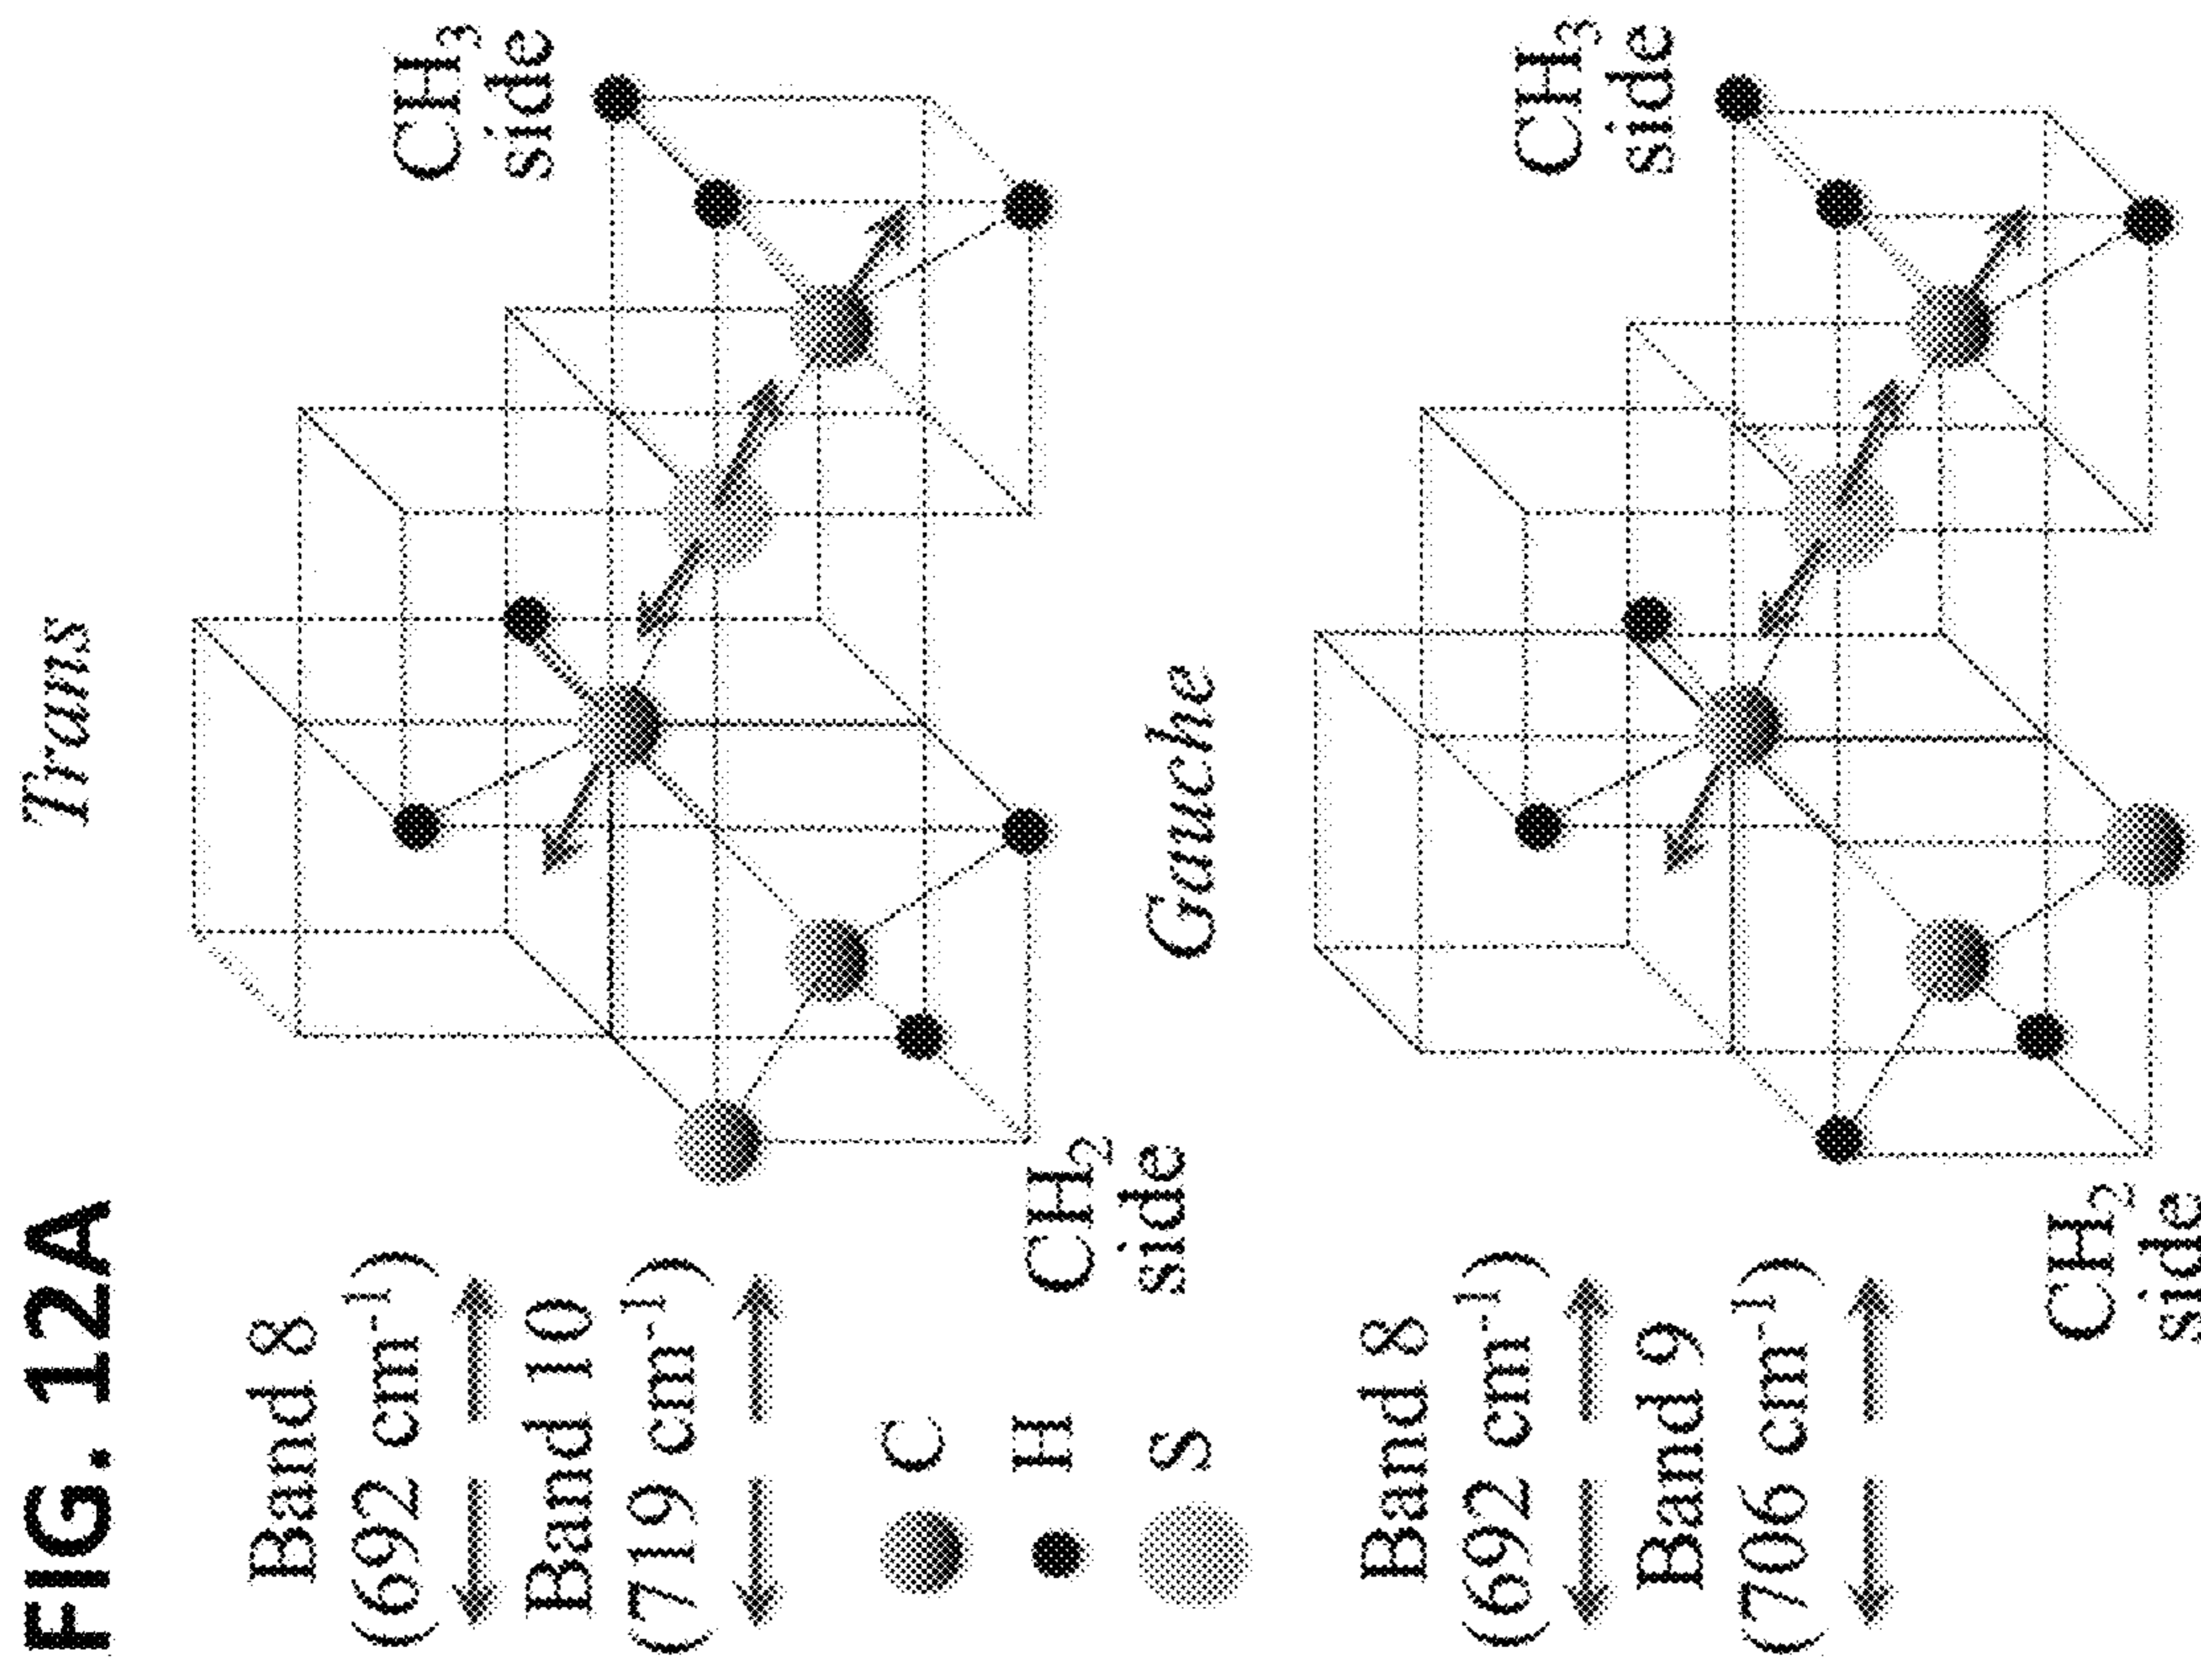 FIG. 12A
Trans
Band 8
(692 cm⁻¹)
Band 10
(719 cm⁻¹)
C
H
S
CH₂
side
CH₃
side
Gauche
Band 8
(692 cm⁻¹)
Band 9
(706 cm⁻¹)
CH₂
side
CH₃
side